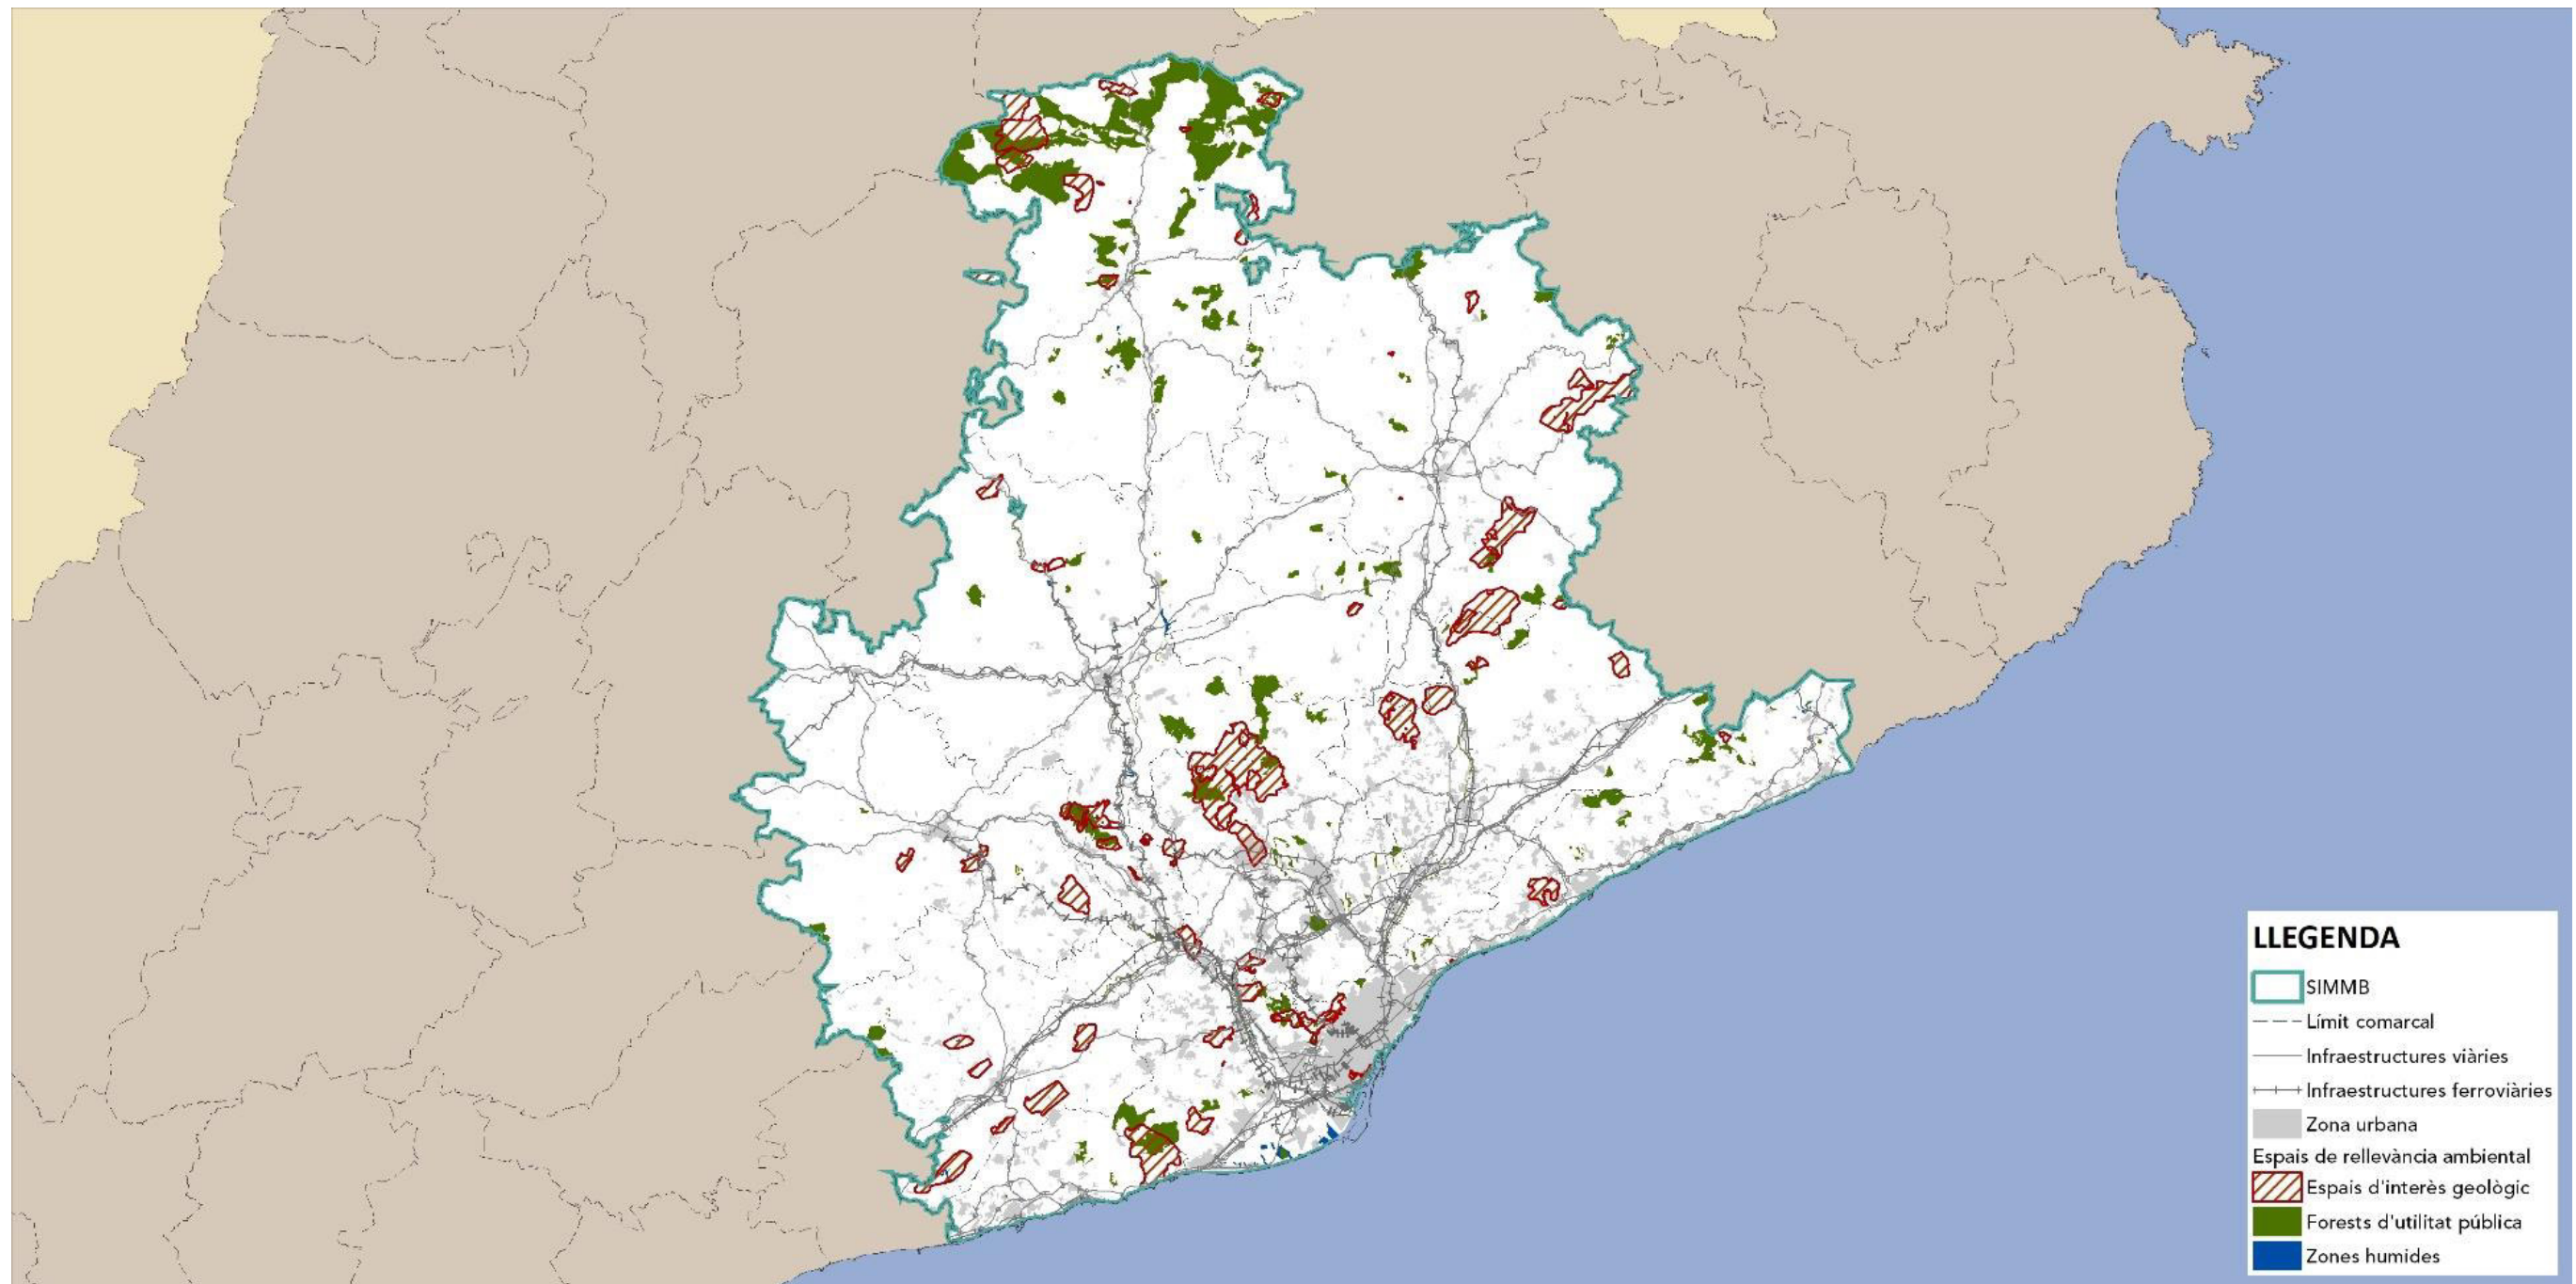 LLEGENDA
SIMMB
Límit comarcal
Infraestructures viàries
Infraestructures ferroviàries
Zona urbana
Espais de rellevància ambiental
Espais d'interès geològic
Forests d'utilitat pública
Zones humides